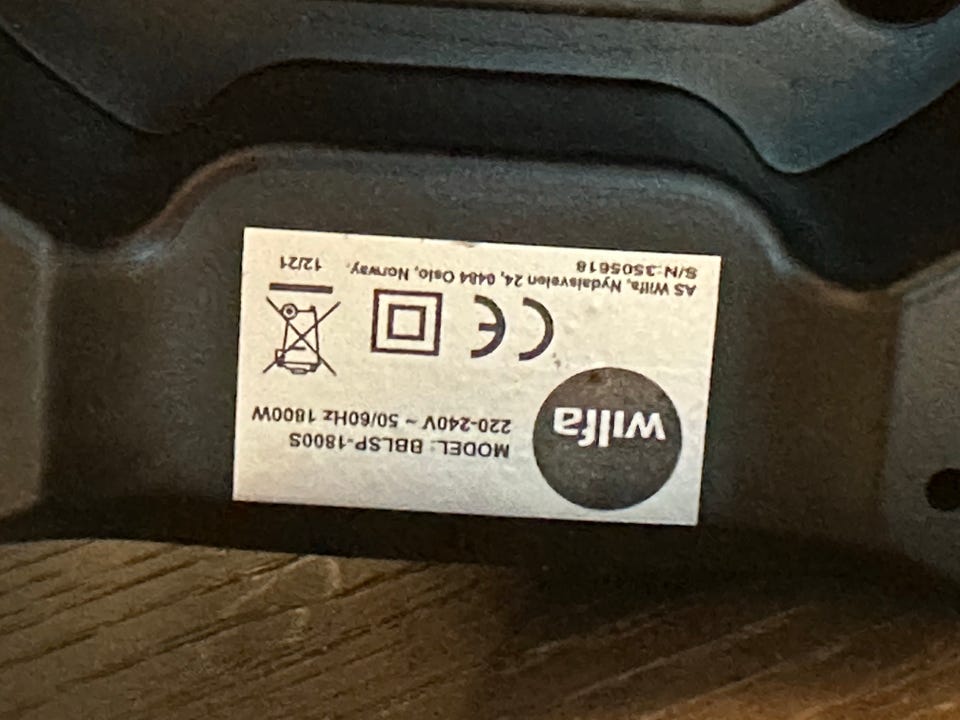 wilfa
MODEL: BBLSP-1800S
220-240V ~ 50/60Hz 1800W
CE
AS Wilfa, Nydalsveien 24, 0484 Oslo, Norway.
S/N:3505618
12/21